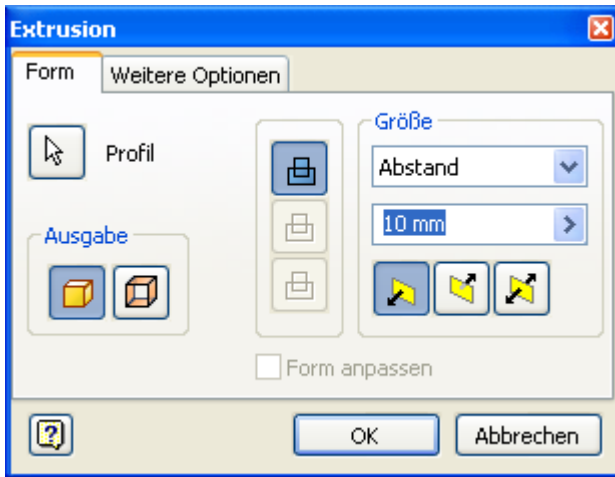 Extrusion
Form
Weitere Optionen
Profil
Größe
Abstand
10 mm
Ausgabe
Form anpassen
?
OK
Abbrechen